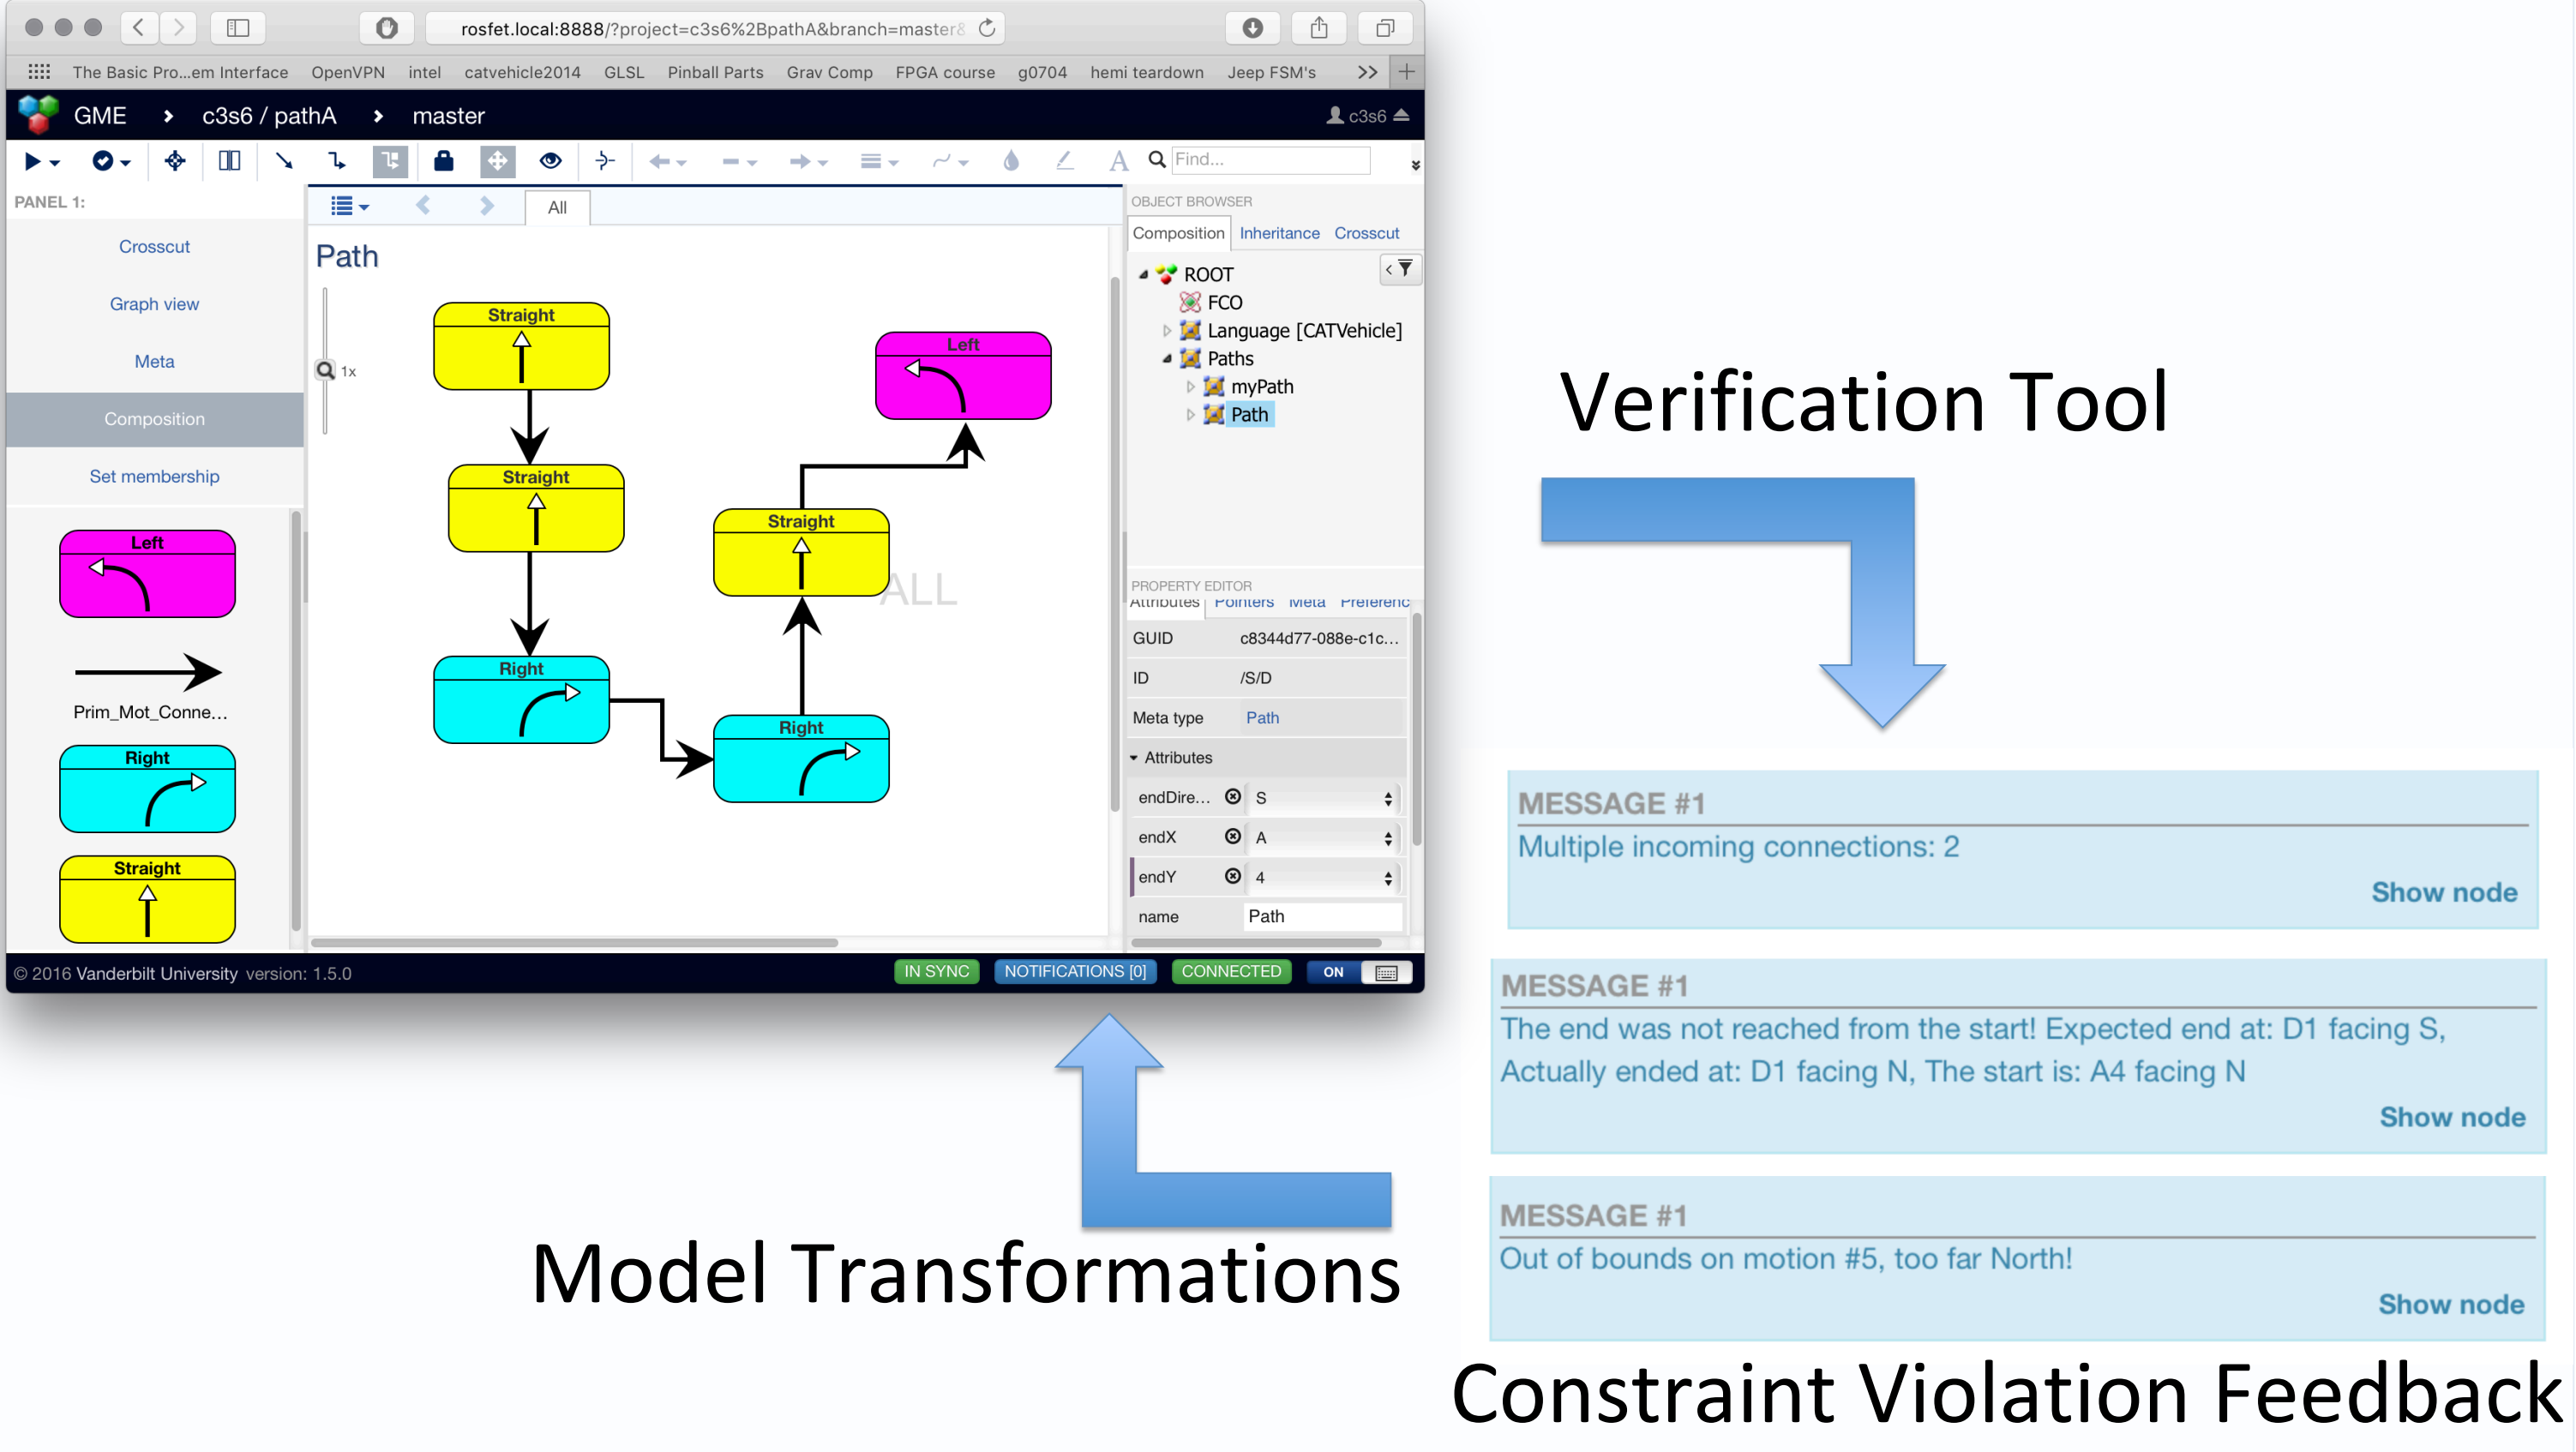 rosfet.local:8888/?project=c3s6%2BpathA&branch=master&
The Basic Pro...em Interface OpenVPN intel catvehicle2014 GLSL Pinball Parts Grav Comp FPGA course g0704 hemi teardown Jeep FSM's >> +
GME > c3s6 / pathA > master
c3s6
Find...
PANEL 1:
Crosscut
Graph view
Meta
Composition
Set membership
Left
Prim_Mot_Conne...
Right
Straight
All
Path
1x
Straight
Straight
Right
Right
Straight
Left
ALL
OBJECT BROWSER
Composition Inheritance Crosscut
ROOT
FCO
Language [CATVehicle]
Paths
myPath
Path
PROPERTY EDITOR
Attributes Pointers Meta Preferenc
GUID c8344d77-088e-c1c...
ID /S/D
Meta type Path
Attributes
endDire... S
endX A
endY 4
name Path
© 2016 Vanderbilt University version: 1.5.0
IN SYNC NOTIFICATIONS [0] CONNECTED ON
Verification Tool
MESSAGE #1
Multiple incoming connections: 2
Show node
MESSAGE #1
The end was not reached from the start! Expected end at: D1 facing S,
Actually ended at: D1 facing N, The start is: A4 facing N
Show node
MESSAGE #1
Out of bounds on motion #5, too far North!
Show node
Model Transformations
Constraint Violation Feedback